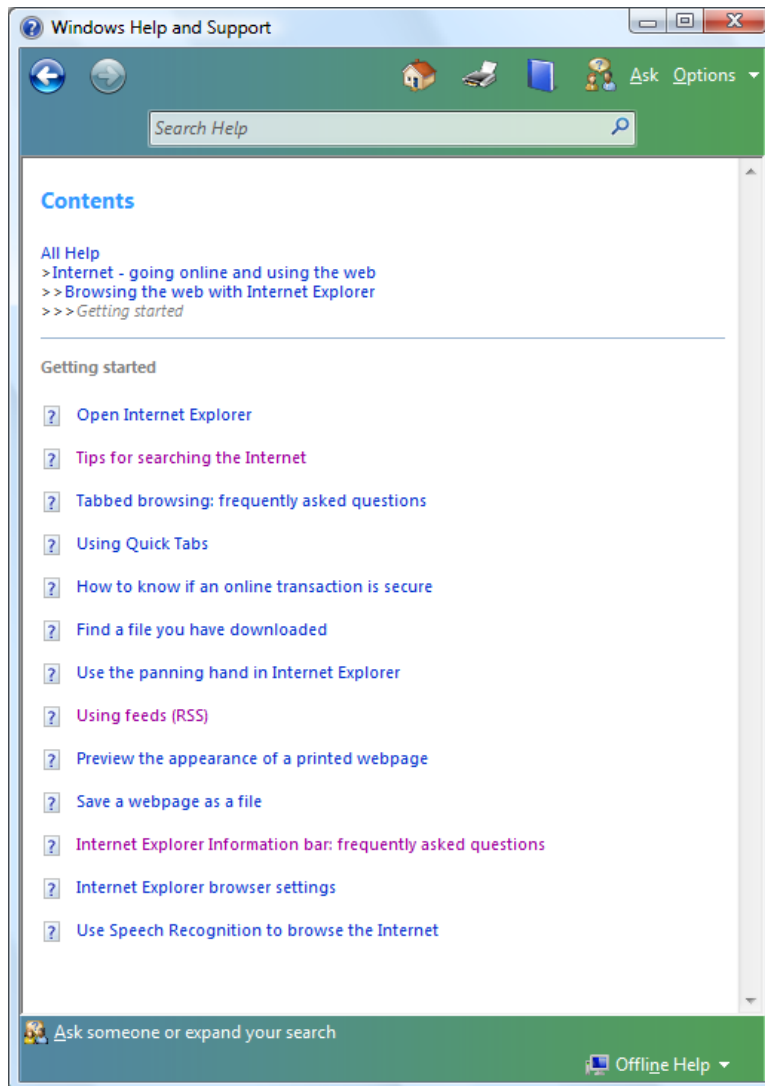 Windows Help and Support
Ask Options
Search Help
Contents
All Help
>Internet - going online and using the web
>>Browsing the web with Internet Explorer
>>>Getting started
Getting started
Open Internet Explorer
Tips for searching the Internet
Tabbed browsing: frequently asked questions
Using Quick Tabs
How to know if an online transaction is secure
Find a file you have downloaded
Use the panning hand in Internet Explorer
Using feeds (RSS)
Preview the appearance of a printed webpage
Save a webpage as a file
Internet Explorer Information bar: frequently asked questions
Internet Explorer browser settings
Use Speech Recognition to browse the Internet
Ask someone or expand your search
Offline Help